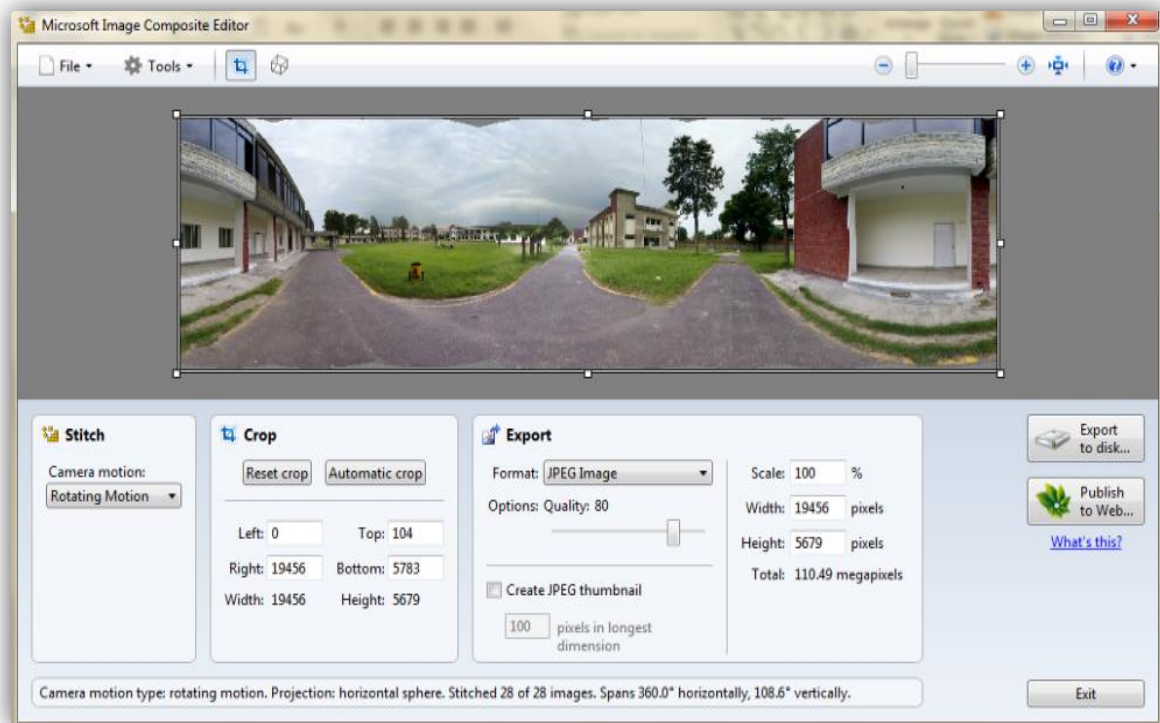 Microsoft Image Composite Editor
File Tools
Stitch
Camera motion:
Rotating Motion
Crop
Reset crop Automatic crop
Left: 0 Top: 104
Right: 19456 Bottom: 5783
Width: 19456 Height: 5679
Export
Format: JPEG Image
Options: Quality: 80
Create JPEG thumbnail
100 pixels in longest
dimension
Scale: 100 %
Width: 19456 pixels
Height: 5679 pixels
Total: 110.49 megapixels
Export
to disk...
Publish
to Web...
What's this?
Camera motion type: rotating motion. Projection: horizontal sphere. Stitched 28 of 28 images. Spans 360.0° horizontally, 108.6° vertically.
Exit